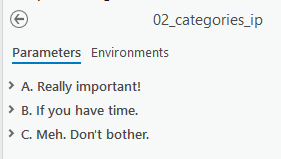 02_categories_ip
Parameters Environments
A. Really important!
B. If you have time.
C. Meh. Don't bother.